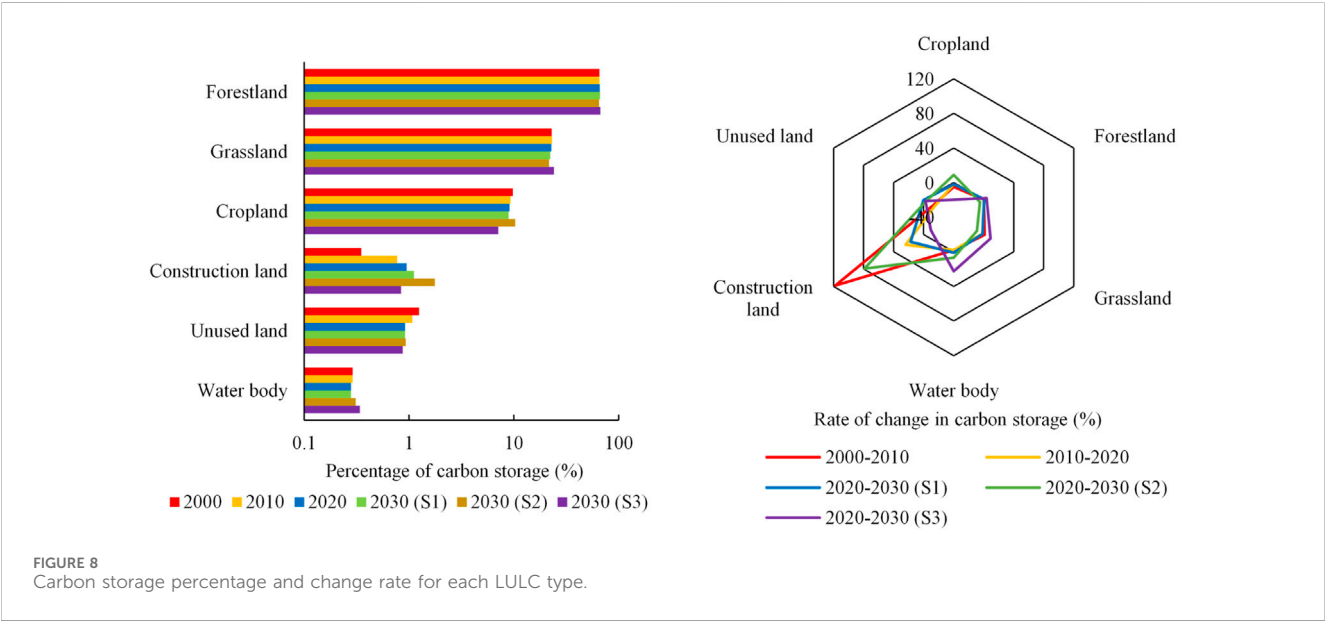 Forestland
Grassland
Cropland
Construction land
Unused land
Water body
0.1 1 10 100
Percentage of carbon storage (%)
2000 2010 2020 2030 (S1) 2030 (S2) 2030 (S3)
Cropland
120
80
40
0
-40
Unused land
Forestland
Construction
land
Grassland
Water body
Rate of change in carbon storage (%)
2000-2010 2010-2020
2020-2030 (S1) 2020-2030 (S2)
2020-2030 (S3)
FIGURE 8
Carbon storage percentage and change rate for each LULC type.